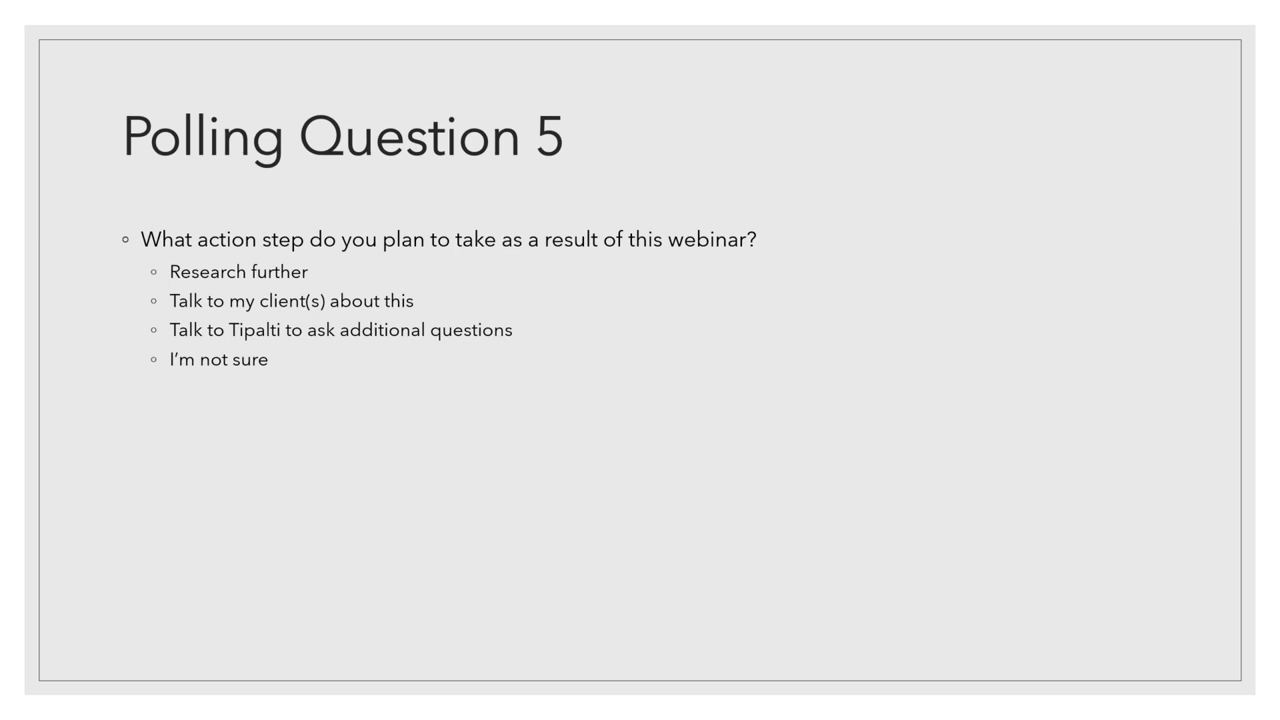 Polling Question 5
What action step do you plan to take as a result of this webinar?
Research further
Talk to my client(s) about this
Talk to Tipalti to ask additional questions
I’m not sure